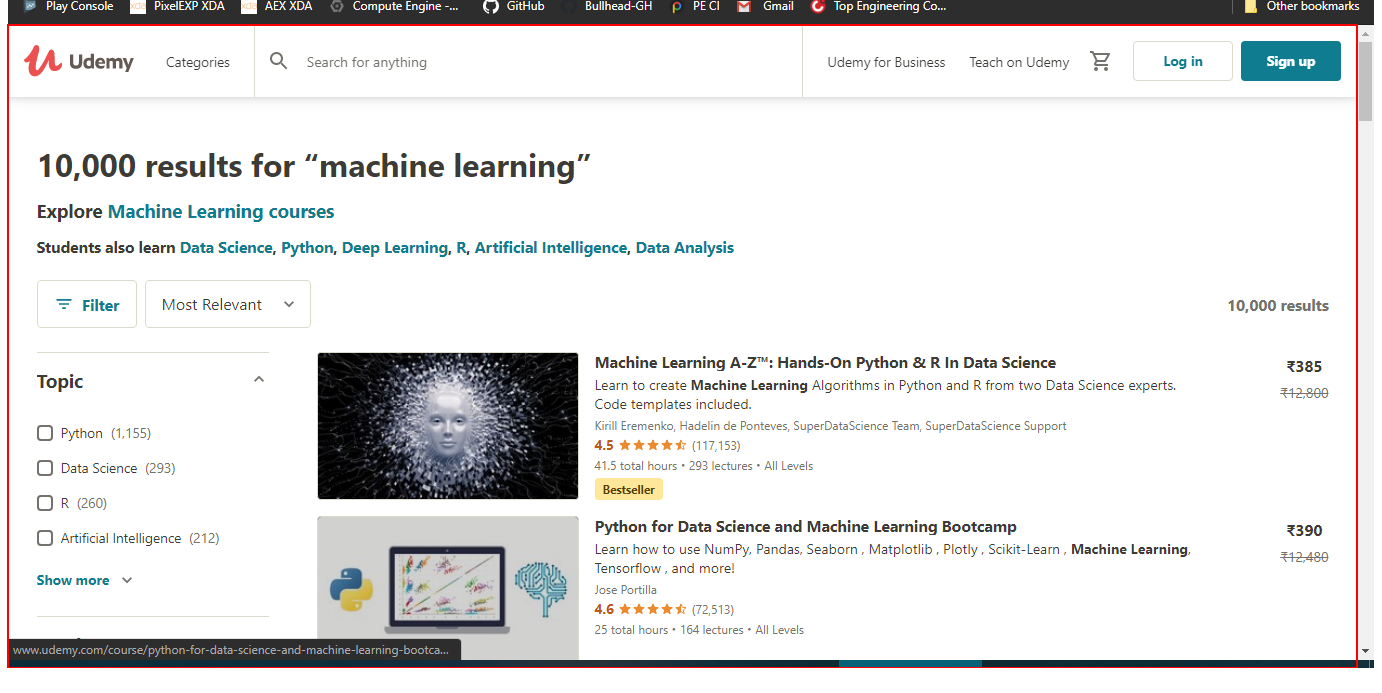 Play Console PixelEXP XDA AEX XDA Compute Engine -... GitHub Bullhead-GH PE CI Gmail Top Engineering Co... Other bookmarks
Udemy Categories Search for anything Udemy for Business Teach on Udemy Log in Sign up
10,000 results for “machine learning”
Explore Machine Learning courses
Students also learn Data Science, Python, Deep Learning, R, Artificial Intelligence, Data Analysis
Filter Most Relevant 10,000 results
Topic
Python (1,155)
Data Science (293)
R (260)
Artificial Intelligence (212)
Show more
Machine Learning A-Z™: Hands-On Python & R In Data Science ₹385
Learn to create Machine Learning Algorithms in Python and R from two Data Science experts. ₹12,800
Code templates included.
Kirill Eremenko, Hadelin de Ponteves, SuperDataScience Team, SuperDataScience Support
4.5 (117,153)
41.5 total hours • 293 lectures • All Levels
Bestseller
Python for Data Science and Machine Learning Bootcamp ₹390
Learn how to use NumPy, Pandas, Seaborn , Matplotlib , Plotly , Scikit-Learn , Machine Learning, ₹12,480
Tensorflow , and more!
Jose Portilla
4.6 (72,513)
25 total hours • 164 lectures • All Levels
www.udemy.com/course/python-for-data-science-and-machine-learning-bootca...